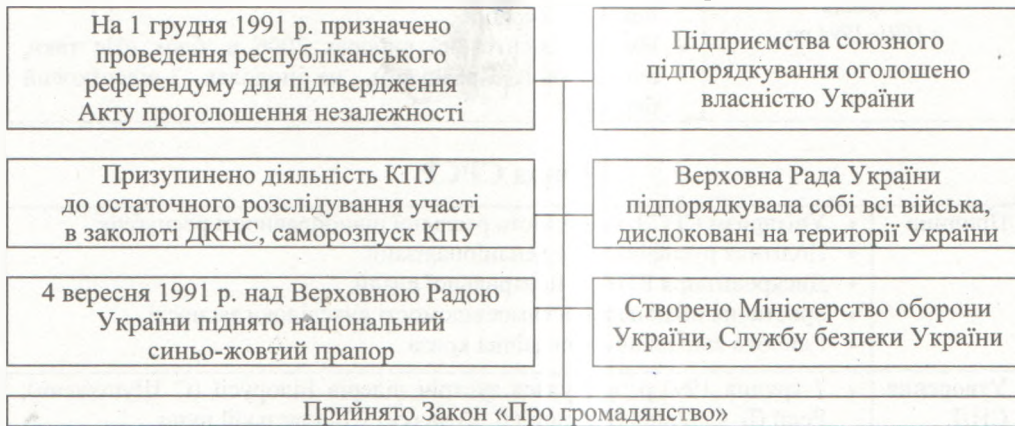 На 1 грудня 1991 р. призначено
проведення республіканського
референдуму для підтвердження
Акту проголошення незалежності
Підприємства союзного
підпорядкування оголошено
власністю України
Призупинено діяльність КПУ
до остаточного розслідування участі
в заколоті ДКНС, саморозпуск КПУ
Верховна Рада України
підпорядкувала собі всі війська,
дислоковані на території України
4 вересня 1991 р. над Верховною Радою
України піднято національний
синьо-жовтий прапор
Створено Міністерство оборони
України, Службу безпеки України
Прийнято Закон «Про громадянство»